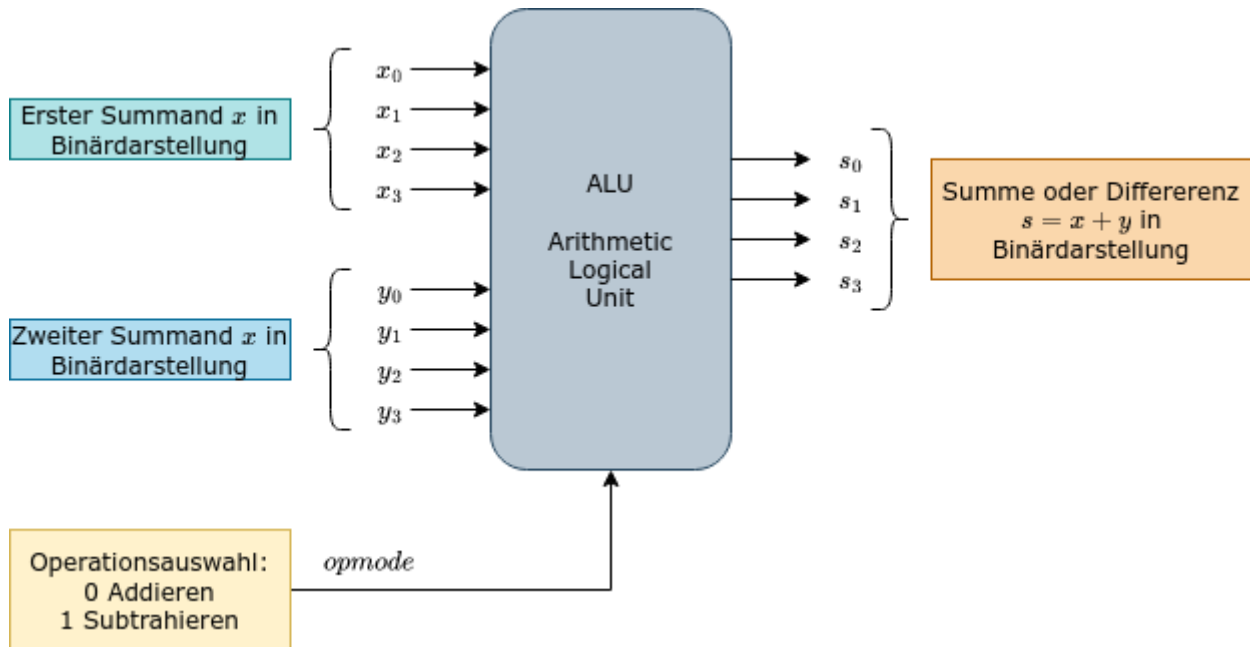 Erster Summand x in
Binärdarstellung
x₀
x₁
x₂
x₃
Zweiter Summand x in
Binärdarstellung
y₀
y₁
y₂
y₃
ALU
Arithmetic
Logical
Unit
s₀
s₁
s₂
s₃
Summe oder Differerenz
s = x + y in
Binärdarstellung
Operationsauswahl:
0 Addieren
1 Subtrahieren
opmode